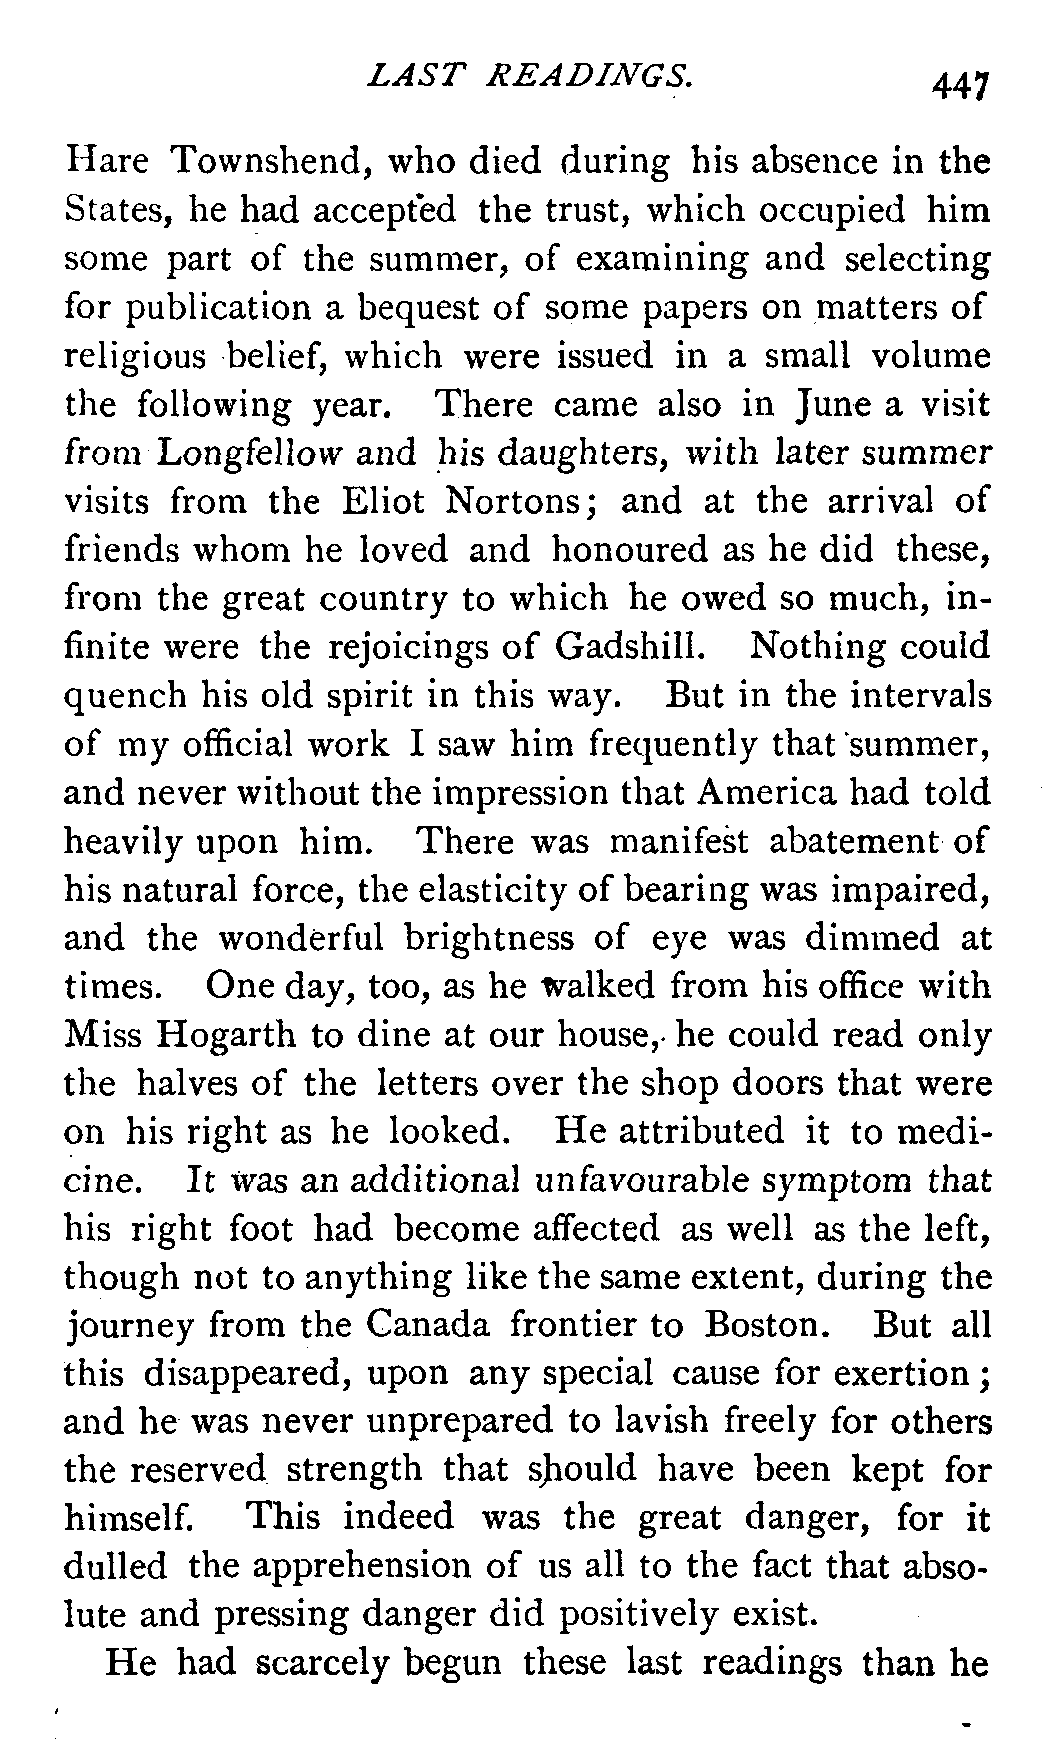 LAST READINGS. 447
Hare Townshend, who died during his absence in the
States, he had accepted the trust, which occupied him
some part of the summer, of examining and selecting
for publication a bequest of some papers on matters of
religious belief, which were issued in a small volume
the following year. There came also in June a visit
from Longfellow and his daughters, with later summer
visits from the Eliot Nortons; and at the arrival of
friends whom he loved and honoured as he did these,
from the great country to which he owed so much, in-
finite were the rejoicings of Gadshill. Nothing could
quench his old spirit in this way. But in the intervals
of my official work I saw him frequently that summer,
and never without the impression that America had told
heavily upon him. There was manifest abatement of
his natural force, the elasticity of bearing was impaired,
and the wonderful brightness of eye was dimmed at
times. One day, too, as he walked from his office with
Miss Hogarth to dine at our house, he could read only
the halves of the letters over the shop doors that were
on his right as he looked. He attributed it to medi-
cine. It was an additional unfavourable symptom that
his right foot had become affected as well as the left,
though not to anything like the same extent, during the
journey from the Canada frontier to Boston. But all
this disappeared, upon any special cause for exertion;
and he was never unprepared to lavish freely for others
the reserved strength that should have been kept for
himself. This indeed was the great danger, for it
dulled the apprehension of us all to the fact that abso-
lute and pressing danger did positively exist.
He had scarcely begun these last readings than he